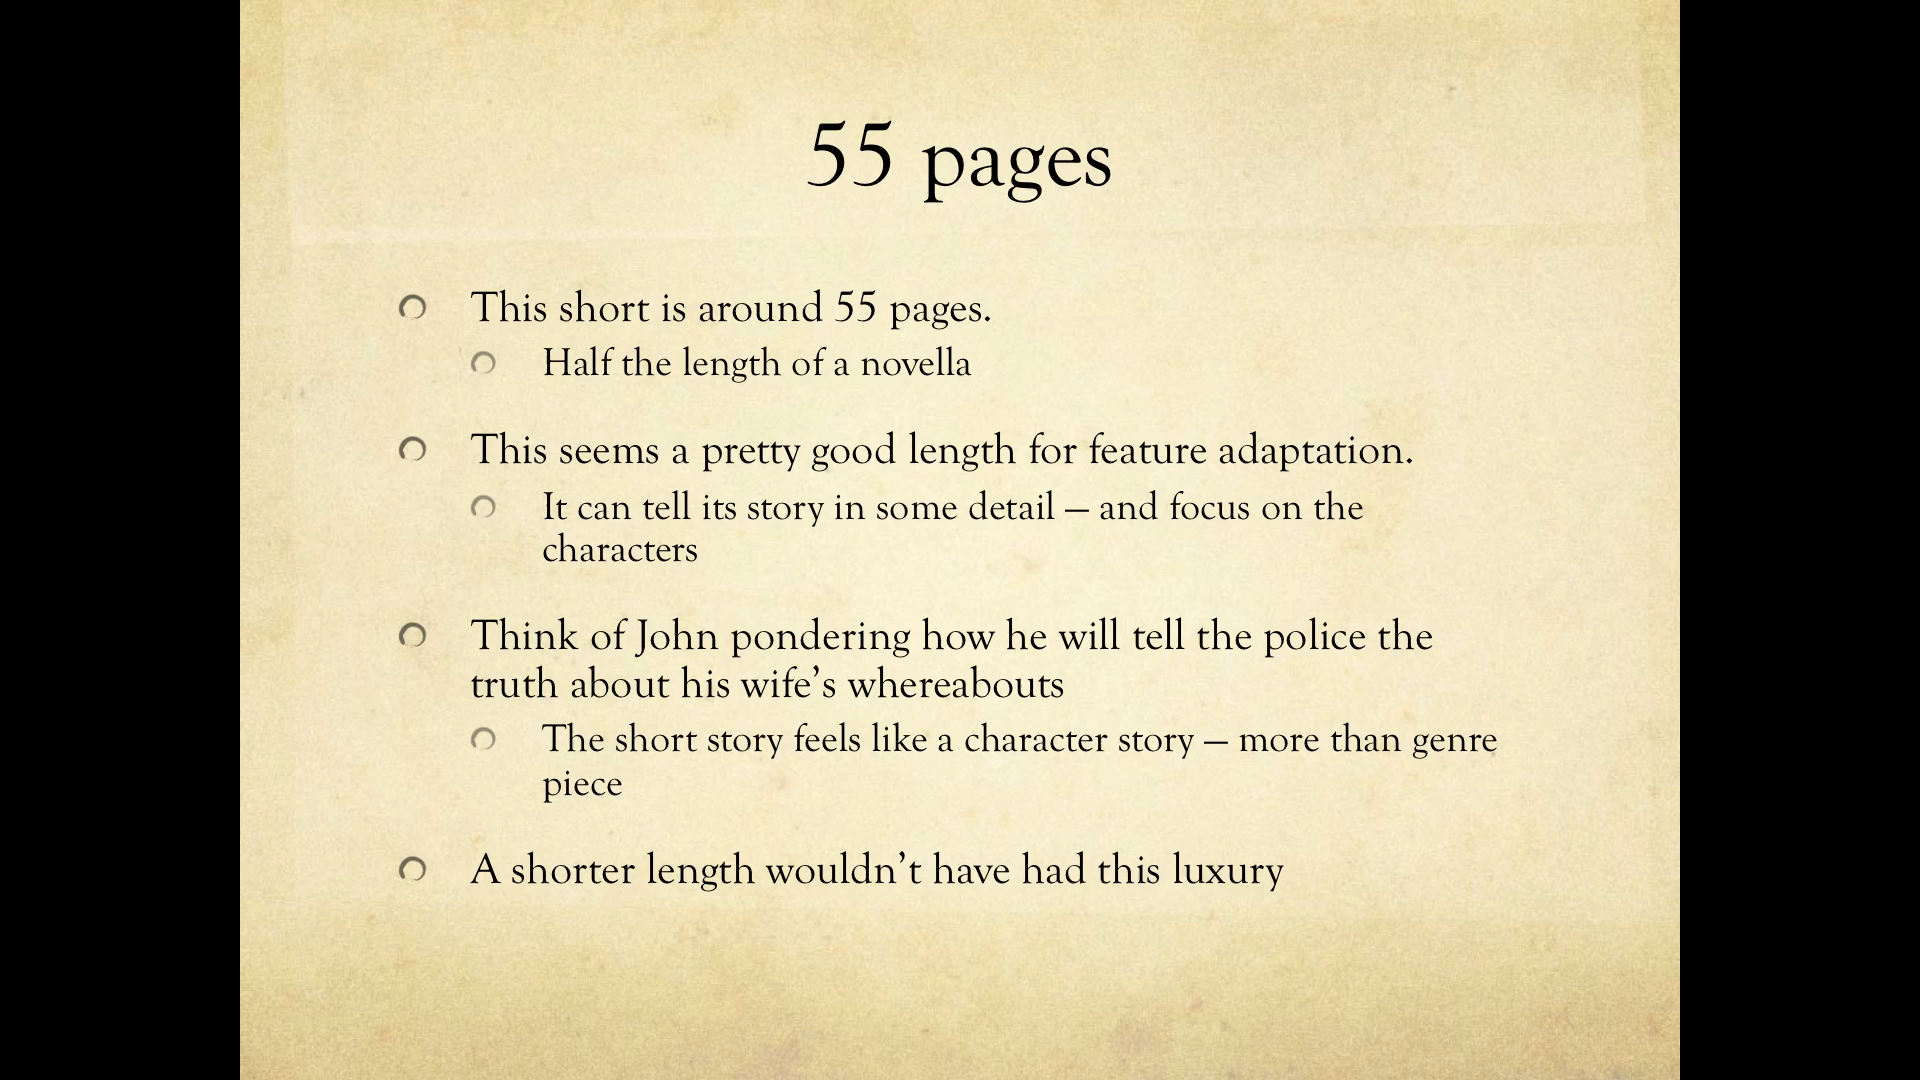 55 pages
This short is around 55 pages.
Half the length of a novella
This seems a pretty good length for feature adaptation.
It can tell its story in some detail – and focus on the
characters
Think of John pondering how he will tell the police the
truth about his wife’s whereabouts
The short story feels like a character story – more than genre
piece
A shorter length wouldn’t have had this luxury